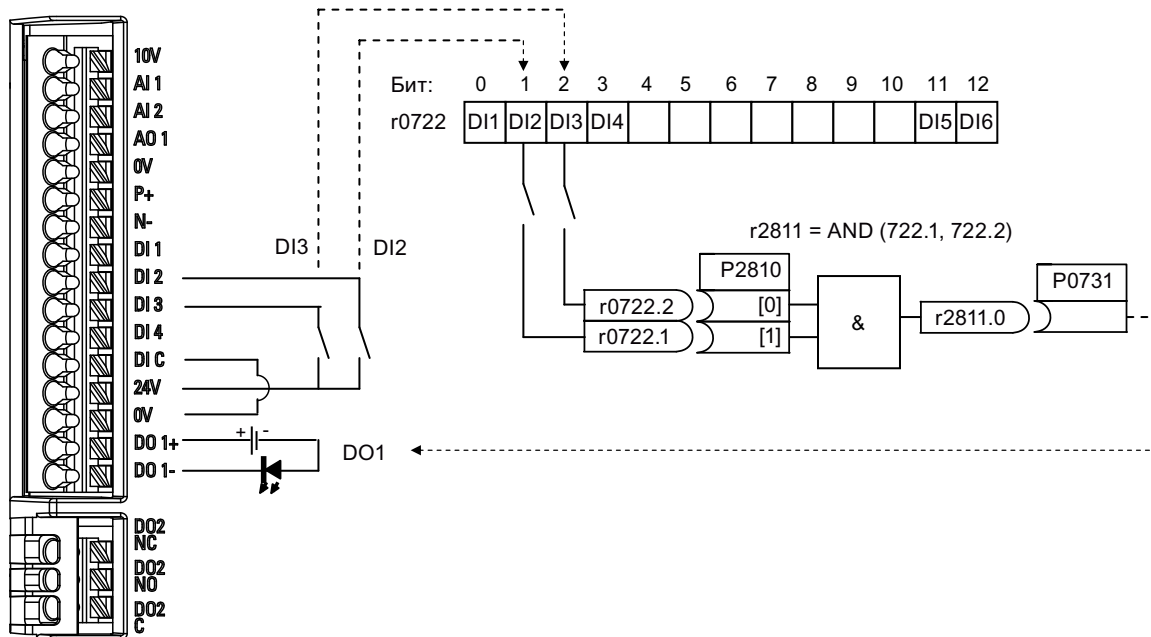 10V
AI 1
AI 2
AO 1
0V
P+
N-
DI 1
DI 2
DI 3
DI 4
DI C
24V
0V
DO 1+
DO 1-
DO2
NC
DO2
NO
DO2
C
DI3 DI2
+ -
DO1
Бит: 0 1 2 3 4 5 6 7 8 9 10 11 12
r0722 DI1 DI2 DI3 DI4 DI5 DI6
r2811 = AND (722.1, 722.2)
P2810
r0722.2 [0]
r0722.1 [1]
&
r2811.0
P0731